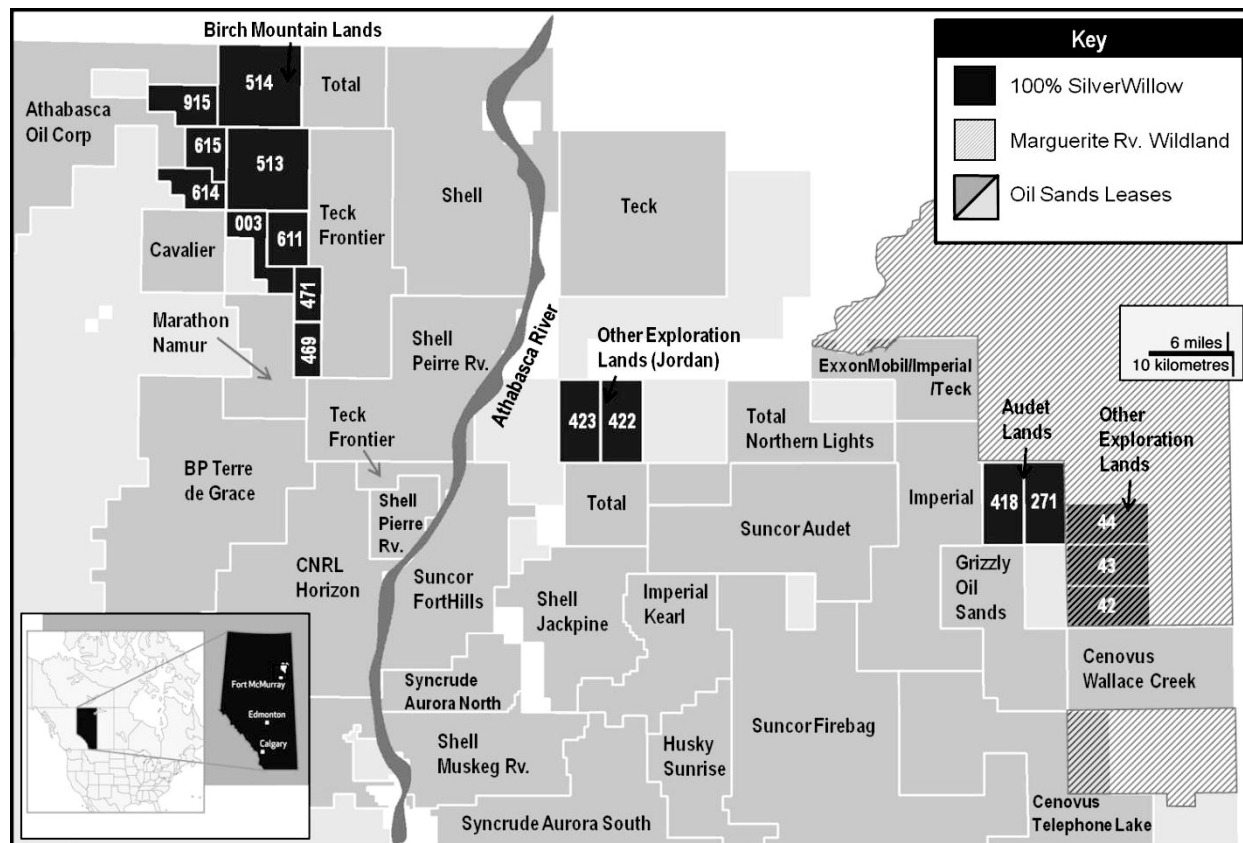 Birch Mountain Lands
514
Total
915
Athabasca
Oil Corp
615
513
614
003
611
Cavalier
Teck
Frontier
Shell
Teck
471
469
Marathon
Namur
Shell
Peirre Rv.
Athabasca River
Other Exploration
Lands (Jordan)
423
422
Key
100% SilverWillow
Marguerite Rv. Wildland
Oil Sands Leases
6 miles
10 kilometres
ExxonMobil/Imperial
/Teck
Audet
Lands
Other
Exploration
Lands
Total
Northern Lights
Teck
Frontier
BP Terre
de Grace
Shell
Pierre Rv.
Total
Suncor Audet
Imperial
418
271
44
43
42
CNRL
Horizon
Suncor
FortHills
Shell
Jackpine
Imperial
Kearl
Grizzly
Oil
Sands
Cenovus
Wallace Creek
Syncrude
Aurora North
Suncor Firebag
Shell
Muskeg Rv.
Husky
Sunrise
Syncrude Aurora South
Cenovus
Telephone Lake
Fort McMurray
Edmonton
Calgary